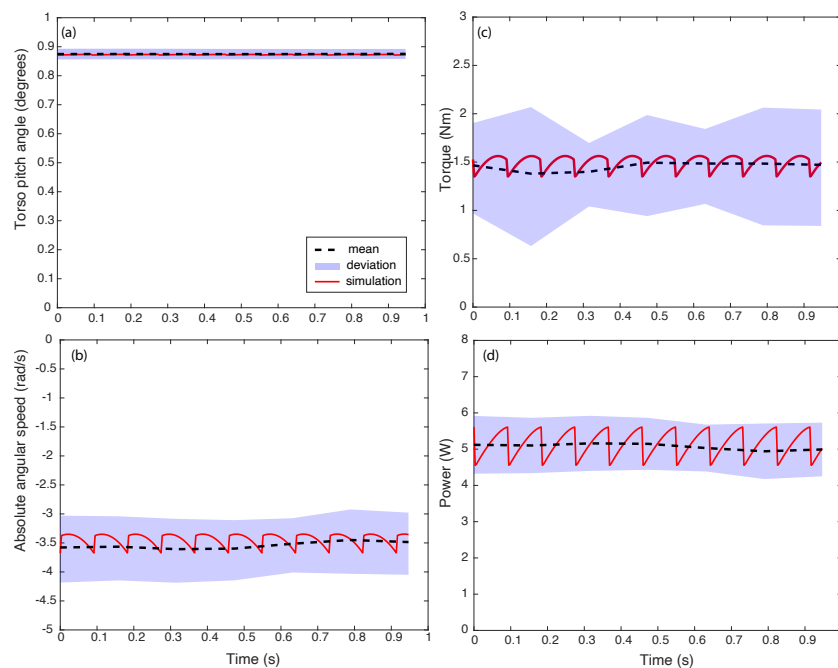 (a)
1
0.9
0.8
0.7
0.6
0.5
0.4
0.3
0.2
0.1
0
Torso pitch angle (degrees)
mean
deviation
simulation
0 0.1 0.2 0.3 0.4 0.5 0.6 0.7 0.8 0.9 1
(c)
3
2.5
2
1.5
1
0.5
0
Torque (Nm)
0 0.1 0.2 0.3 0.4 0.5 0.6 0.7 0.8 0.9
(b)
0
-0.5
-1
-1.5
-2
-2.5
-3
-3.5
-4
-4.5
-5
Absolute angular speed (rad/s)
0 0.1 0.2 0.3 0.4 0.5 0.6 0.7 0.8 0.9 1
Time (s)
(d)
8
7
6
5
4
3
2
1
0
Power (W)
0 0.1 0.2 0.3 0.4 0.5 0.6 0.7 0.8 0.9
Time (s)